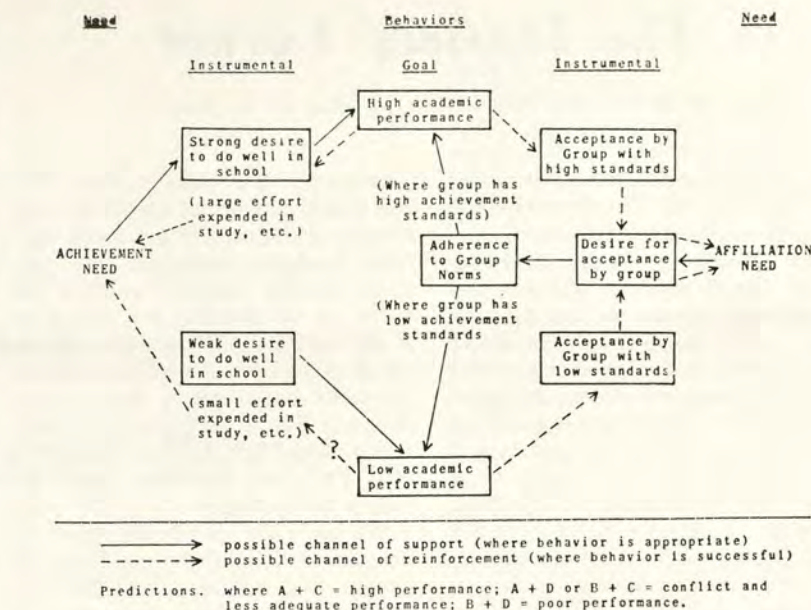 Need
Behaviors
Need
Instrumental
Goal
Instrumental
High academic
performance
Strong desire
to do well in
school
Acceptance by
Group with
high standards
(Where group has
high achievement
standards)
(large effort
expended in
study, etc.)
ACHIEVEMENT
NEED
Adherence
to Group
Norms
Desire for
acceptance
by group
AFFILIATION
NEED
(Where group has
low achievement
standards
Weak desire
to do well
in school
Acceptance by
Group with
low standards
(small effort
expended in
study, etc.)
?
Low academic
performance
possible channel of support (where behavior is appropriate)
possible channel of reinforcement (where behavior is successful)
Predictions. where A + C = high performance; A + D or B + C = conflict and
less adequate performance; B + D = poor performance.